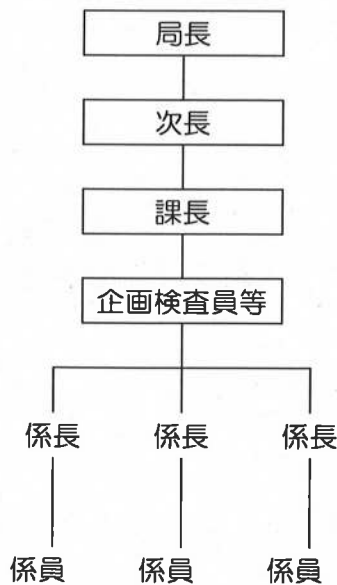 局長
次長
課長
企画検査員等
係長 係長 係長
係員 係員 係員